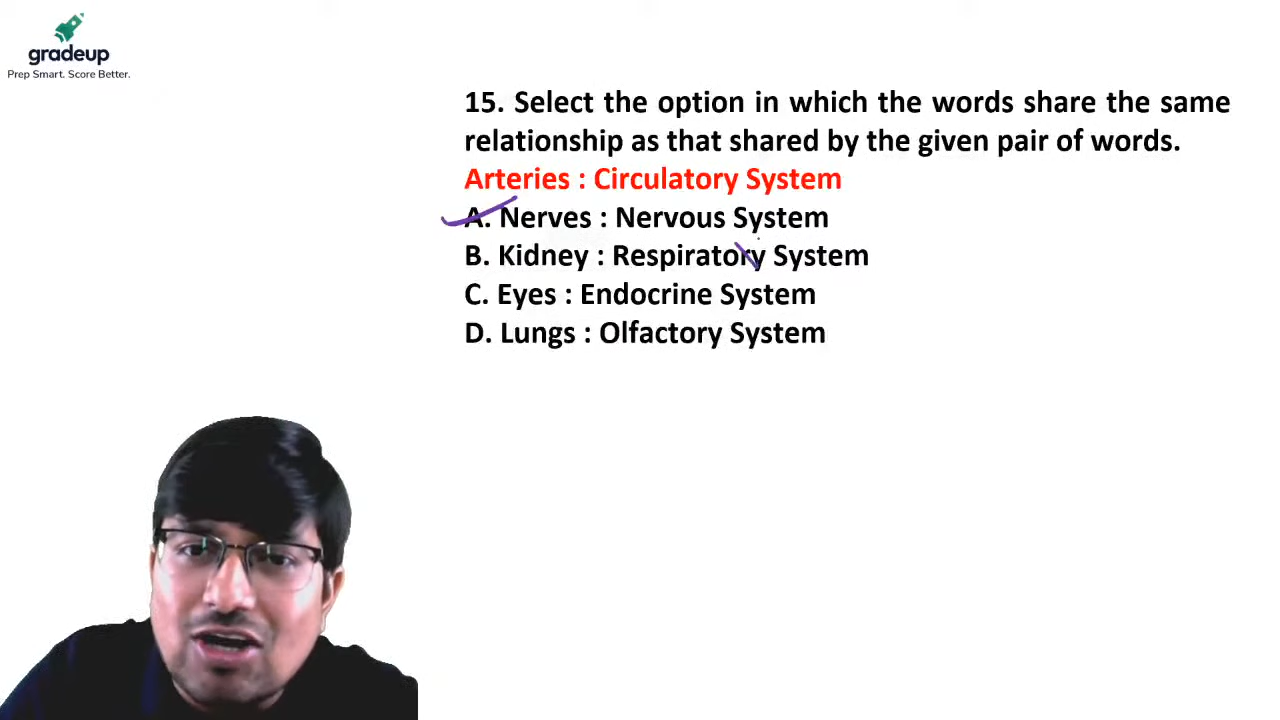 gradeup
Prep Smart. Score Better.
15. Select the option in which the words share the same
relationship as that shared by the given pair of words.
Arteries : Circulatory System
A. Nerves : Nervous System
B. Kidney : Respiratory System
C. Eyes : Endocrine System
D. Lungs : Olfactory System